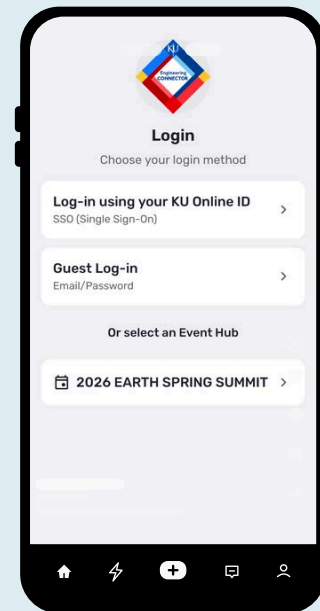 KU
Engineering
CONNECTOR
Login
Choose your login method
Log-in using your KU Online ID
SSO (Single Sign-On)
Guest Log-in
Email/Password
Or select an Event Hub
2026 EARTH SPRING SUMMIT